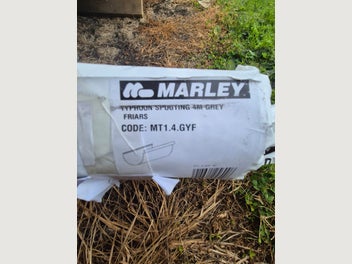 MARLEY
TYPHOON SPOUTING 4M GREY
FRIARS
CODE: MT1.4.GYF